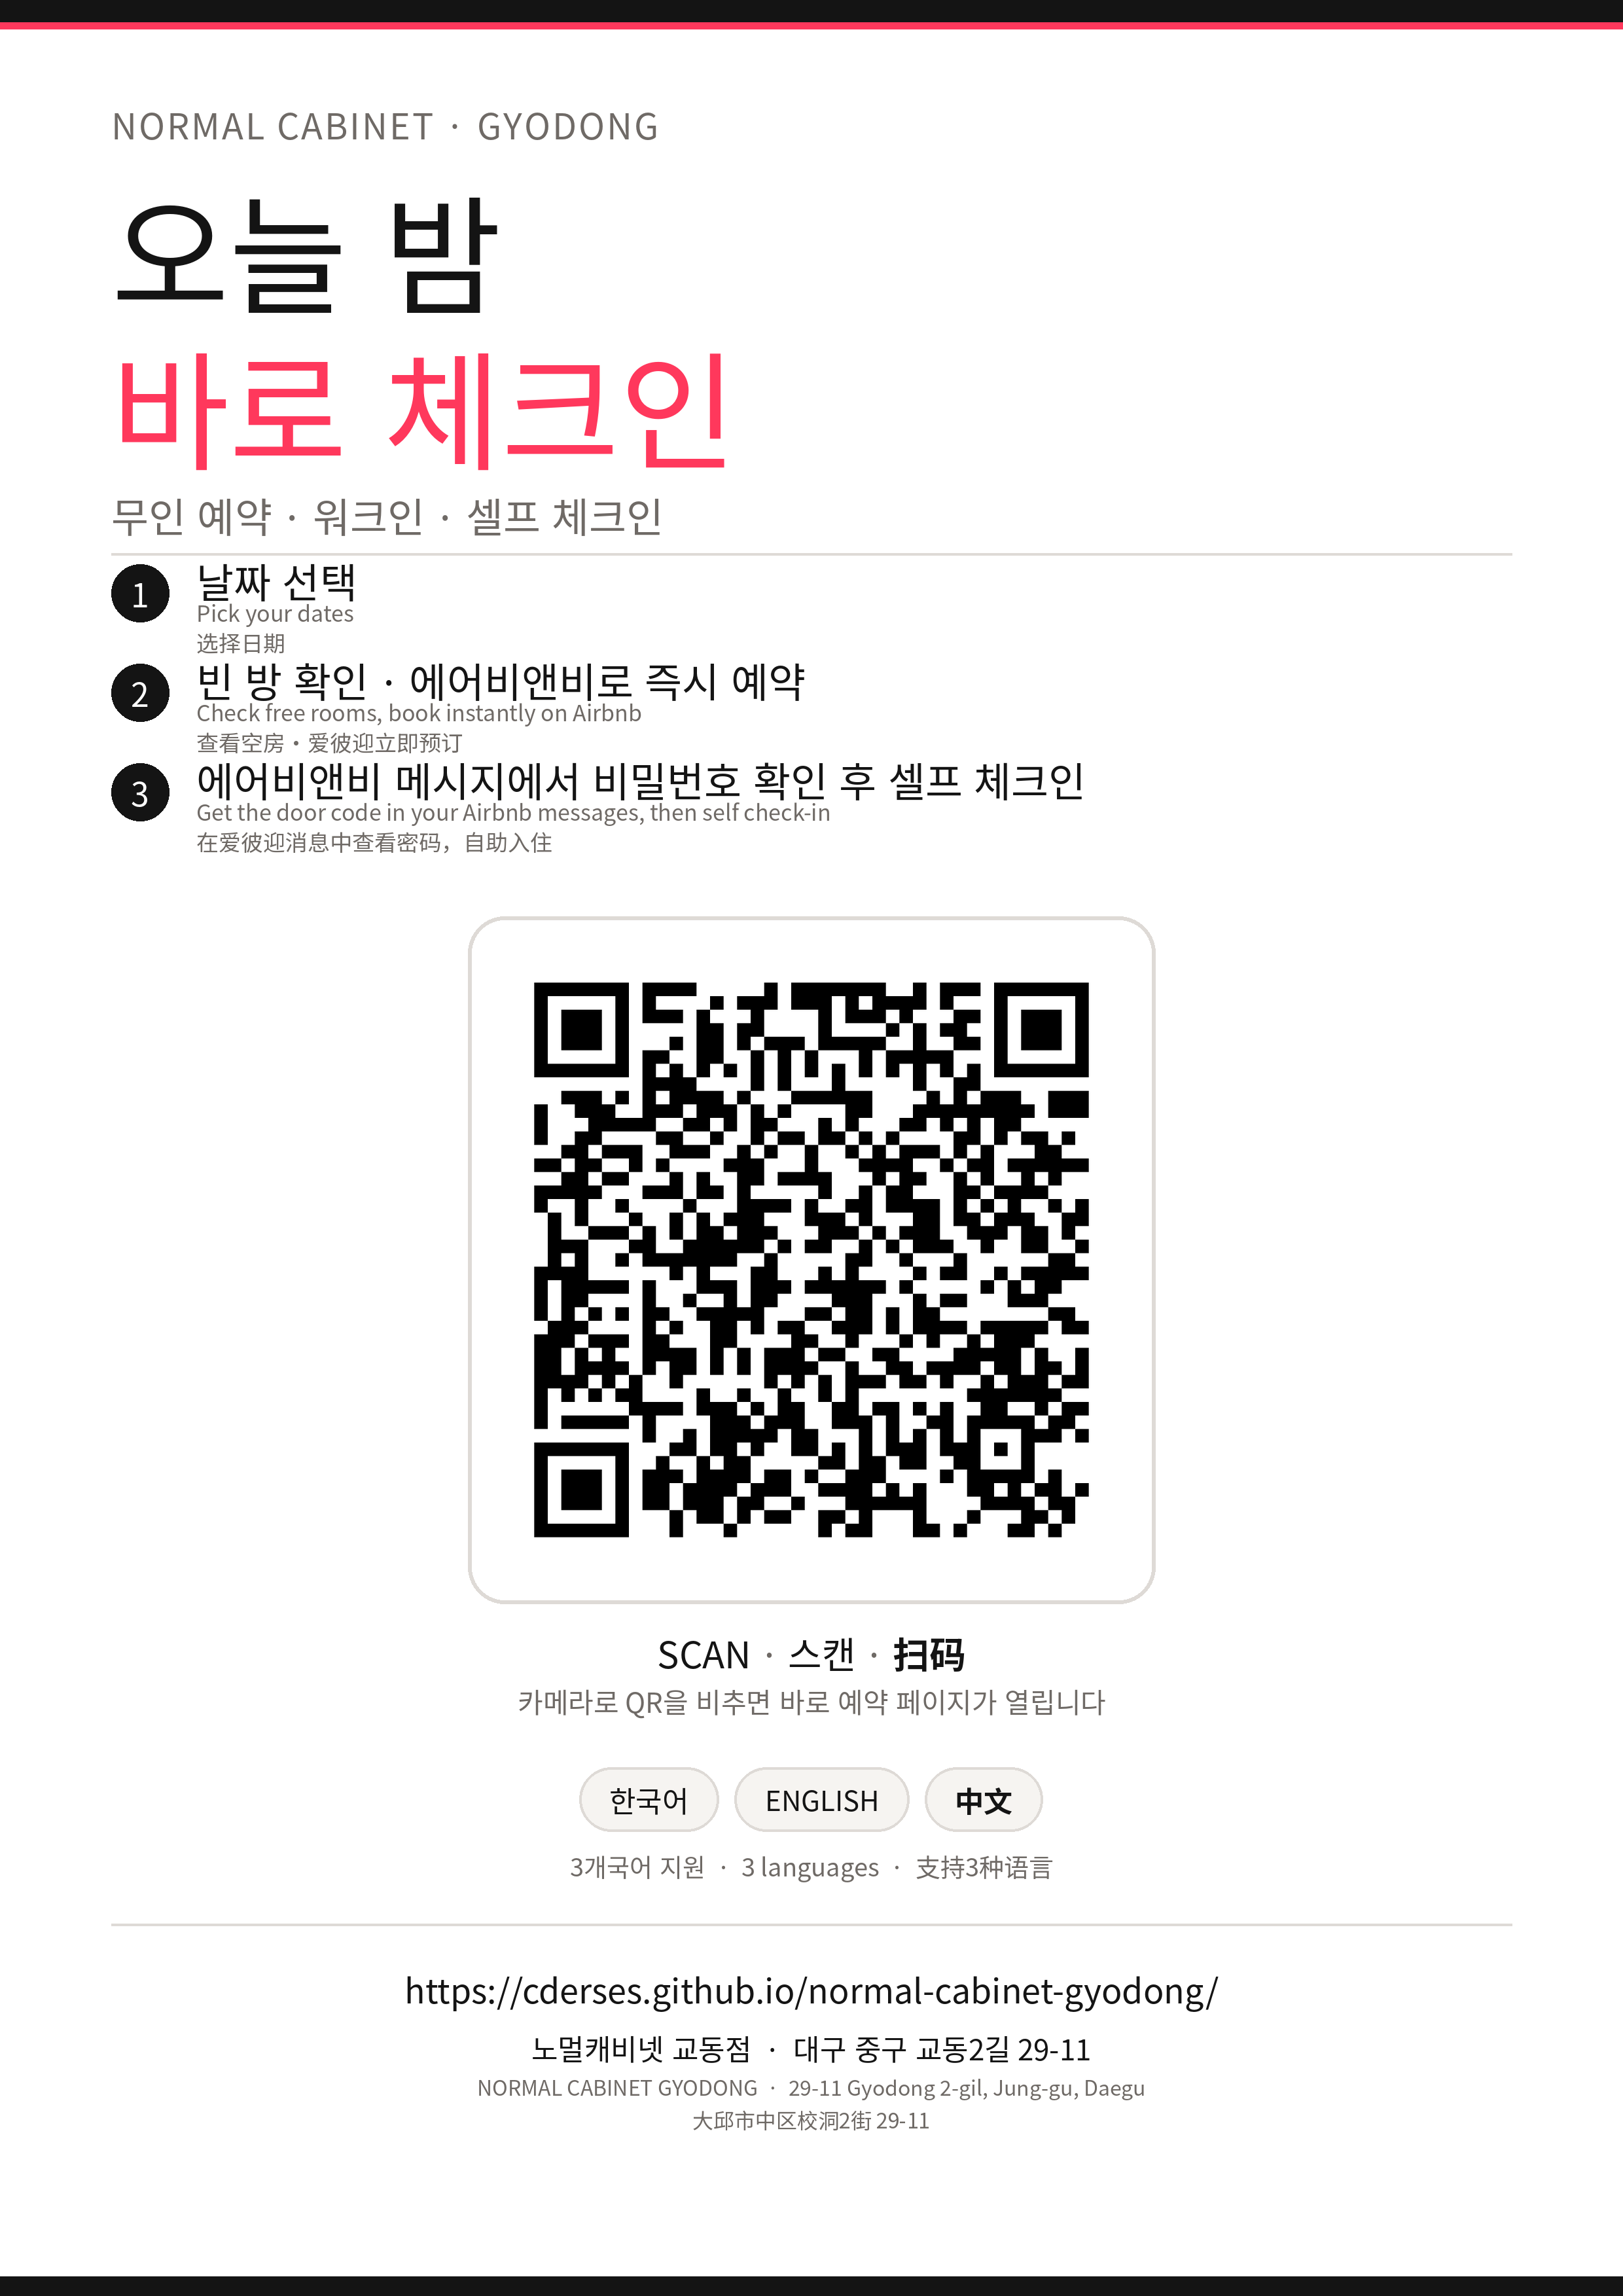 NORMAL CABINET · GYODONG
오늘 밤
바로 체크인
무인 예약 · 워크인 · 셀프 체크인
1 날짜 선택
Pick your dates
选择日期
2 빈 방 확인 · 에어비앤비로 즉시 예약
Check free rooms, book instantly on Airbnb
查看空房・爱彼迎立即预订
3 에어비앤비 메시지에서 비밀번호 확인 후 셀프 체크인
Get the door code in your Airbnb messages, then self check-in
在爱彼迎消息中查看密码，自助入住
SCAN · 스캔 · 扫码
카메라로 QR을 비추면 바로 예약 페이지가 열립니다
한국어 ENGLISH 中文
3개국어 지원 · 3 languages · 支持3种语言
https://cderses.github.io/normal-cabinet-gyodong/
노멀캐비넷 교동점 · 대구 중구 교동2길 29-11
NORMAL CABINET GYODONG · 29-11 Gyodong 2-gil, Jung-gu, Daegu
大邱市中区校洞2街 29-11